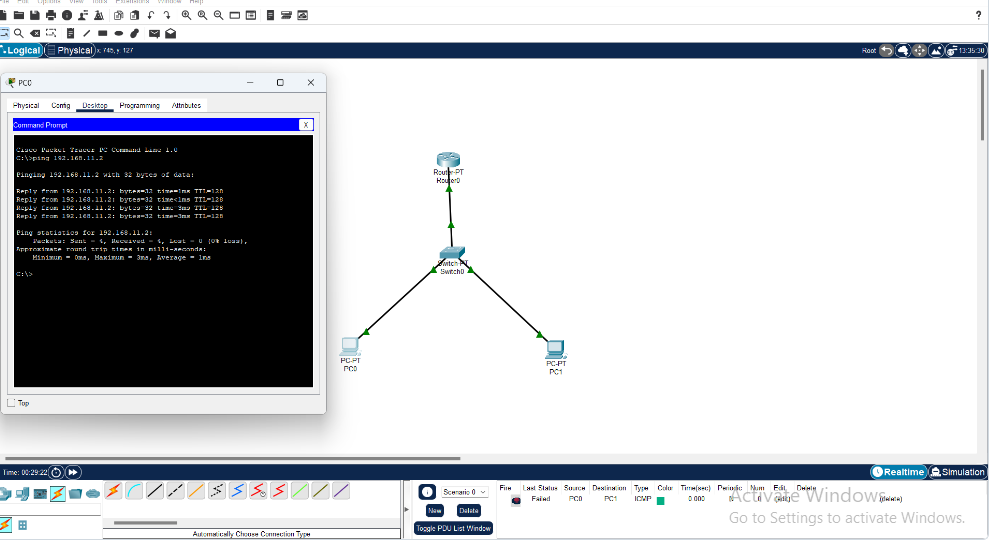 File Edit Options View Tools Extensions Window Help
?
Logical Physical x: 745, y: 127
Root 13:35:30
PC0
Physical Config Desktop Programming Attributes
Command Prompt X
Cisco Packet Tracer PC Command Line 1.0
C:\>ping 192.168.11.2
Pinging 192.168.11.2 with 32 bytes of data:
Reply from 192.168.11.2: bytes=32 time=1ms TTL=128
Reply from 192.168.11.2: bytes=32 time<1ms TTL=128
Reply from 192.168.11.2: bytes=32 time=3ms TTL=128
Reply from 192.168.11.2: bytes=32 time=3ms TTL=128
Ping statistics for 192.168.11.2:
Packets: Sent = 4, Received = 4, Lost = 0 (0% loss),
Approximate round trip times in milli-seconds:
Minimum = 0ms, Maximum = 3ms, Average = 1ms
C:\>
Top
Router-PT
Router0
Switch-PT
Switch0
PC-PT
PC0
PC-PT
PC1
Time: 00:29:22
Realtime Simulation
Scenario 0
New Delete
Toggle PDU List Window
Fire Last Status Source Destination Type Color Time(sec) Periodic Num Edit Delete
Failed PC0 PC1 ICMP 0.000 N 0 (edit) (delete)
Automatically Choose Connection Type
Activate Windows
Go to Settings to activate Windows.